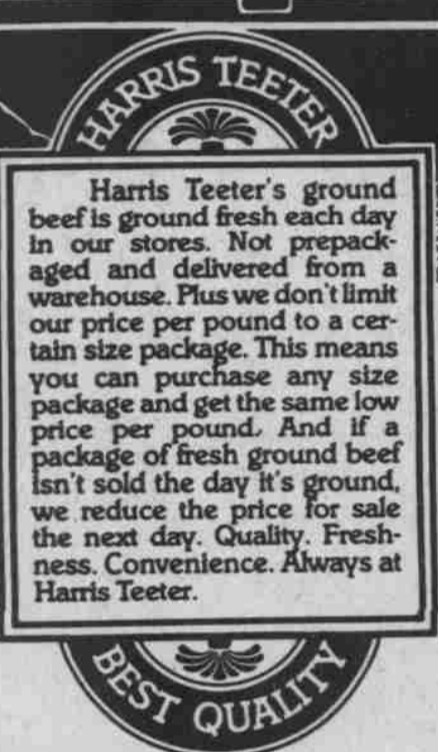 HARRIS TEETER
Harris Teeter's ground
beef is ground fresh each day
in our stores. Not prepack-
aged and delivered from a
warehouse. Plus we don't limit
our price per pound to a cer-
tain size package. This means
you can purchase any size
package and get the same low
price per pound. And if a
package of fresh ground beef
isn't sold the day it's ground,
we reduce the price for sale
the next day. Quality. Fresh-
ness. Convenience. Always at
Harris Teeter.
BEST QUALITY